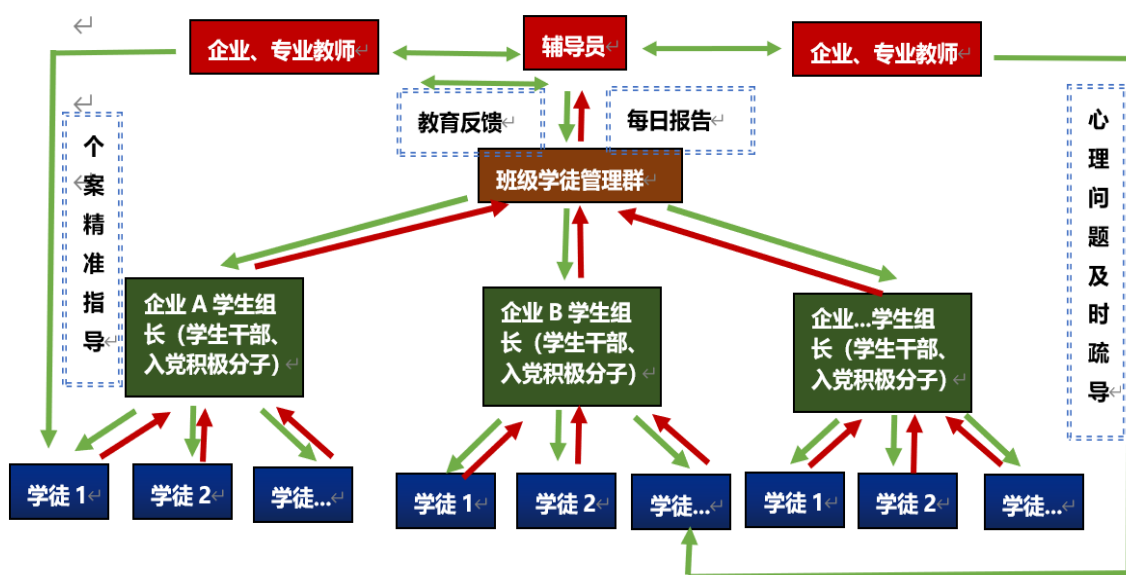 企业、专业教师
辅导员
企业、专业教师
教育反馈
每日报告
个案精准指导
心理问题及时疏导
班级学徒管理群
企业 A 学生组
长（学生干部、
入党积极分子）
企业 B 学生组
长（学生干部、
入党积极分子）
企业...学生组
长（学生干部、
入党积极分子）
学徒 1
学徒 2
学徒...
学徒 1
学徒 2
学徒...
学徒 1
学徒 2
学徒...